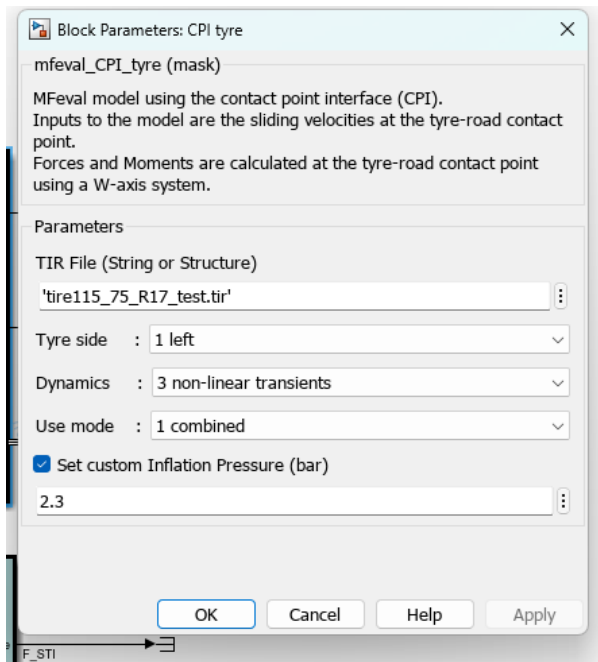 Block Parameters: CPI tyre
mfeval_CPI_tyre (mask)
MFeval model using the contact point interface (CPI).
Inputs to the model are the sliding velocities at the tyre-road contact
point.
Forces and Moments are calculated at the tyre-road contact point
using a W-axis system.
Parameters
TIR File (String or Structure)
'tire115_75_R17_test.tir'
Tyre side : 1 left
Dynamics : 3 non-linear transients
Use mode : 1 combined
Set custom Inflation Pressure (bar)
2.3
OK Cancel Help Apply
F_STI